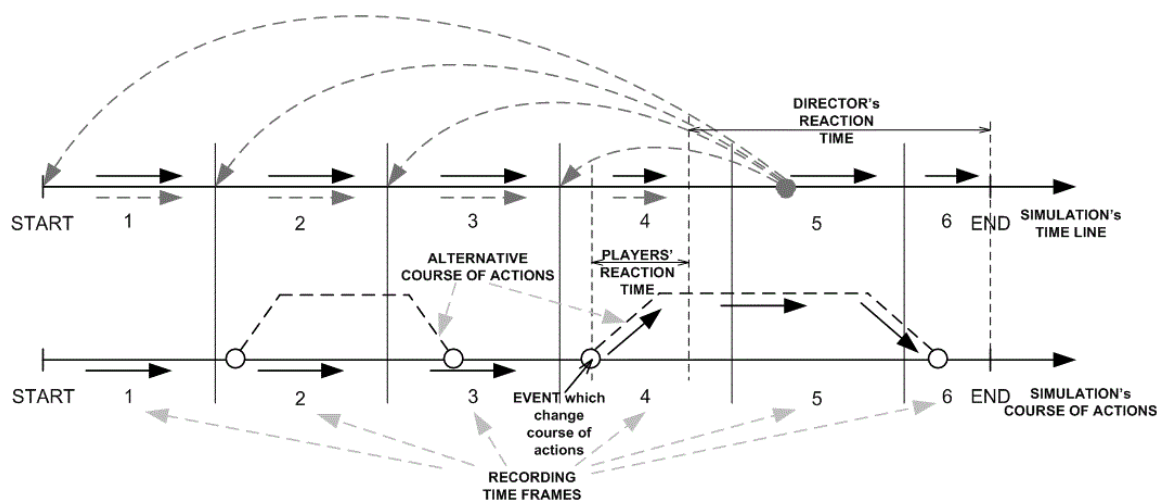 DIRECTOR's
REACTION
TIME
START
1
2
3
4
5
6
END
SIMULATION's
TIME LINE
ALTERNATIVE
COURSE OF ACTIONS
PLAYERS'
REACTION
TIME
START
1
2
3
EVENT which
change
course of
actions
4
5
6
END
SIMULATION's
COURSE OF ACTIONS
RECORDING
TIME FRAMES